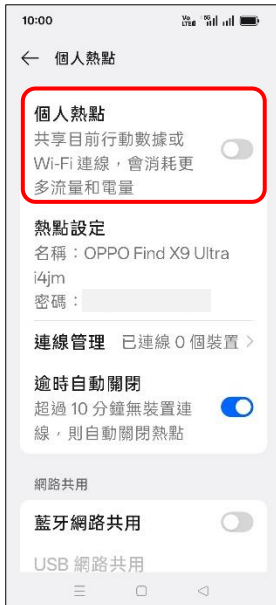 10:00
← 個人熱點
個人熱點
共享目前行動數據或
Wi-Fi 連線，會消耗更
多流量和電量
熱點設定
名稱：OPPO Find X9 Ultra
i4jm
密碼：
連線管理 已連線 0 個裝置 >
逾時自動關閉
超過 10 分鐘無裝置連
線，則自動關閉熱點
網路共用
藍牙網路共用
USB 網路共用